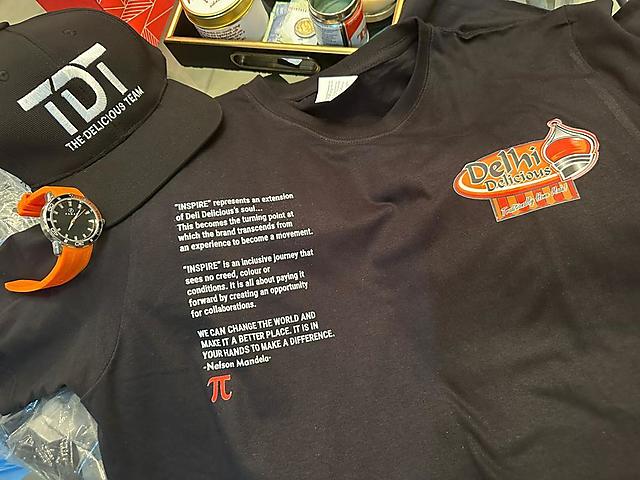 TDT
THE DELICIOUS TEAM
Delhi
Delicious
Traditionally Home Made!
"INSPIRE" represents an extension
of Deli Delicious's soul...
This becomes the turning point at
which the brand transcends from
an experience to become a movement.
"INSPIRE" is an inclusive journey that
sees no creed, colour or
conditions. It is all about paying it
forward by creating an opportunity
for collaborations.
WE CAN CHANGE THE WORLD AND
MAKE IT A BETTER PLACE. IT IS IN
YOUR HANDS TO MAKE A DIFFERENCE.
-Nelson Mandela-
π